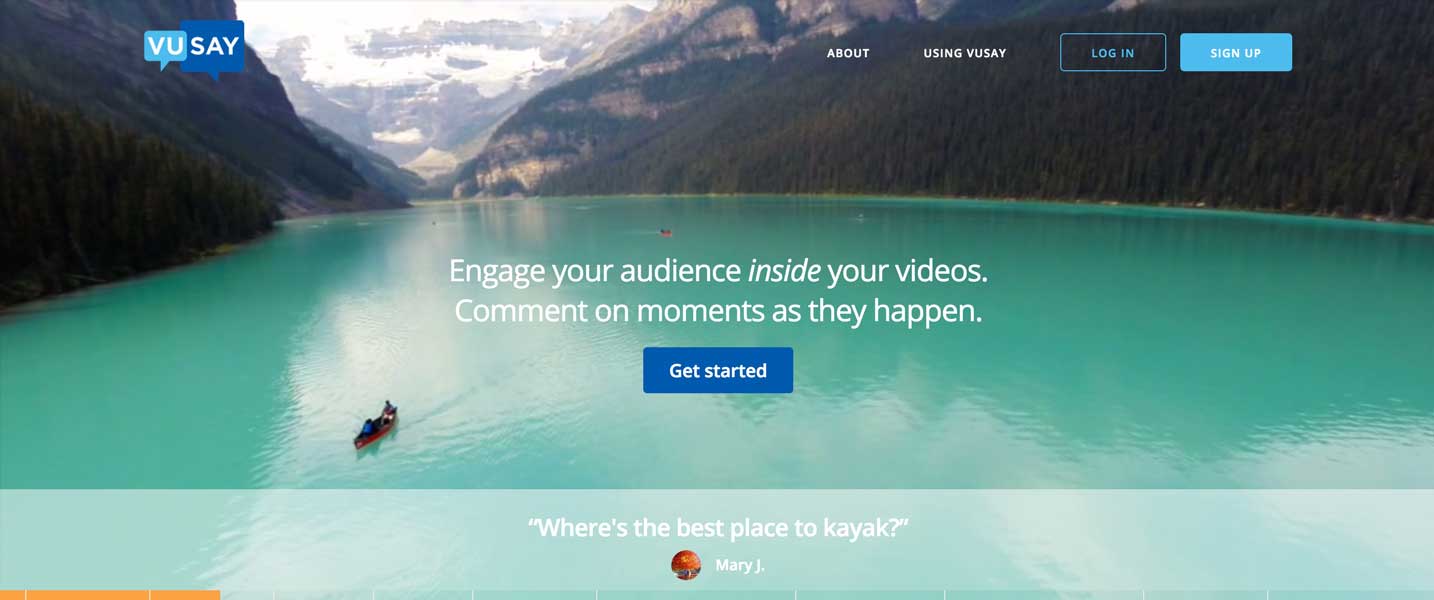 VU SAY
ABOUT
USING VUSAY
LOG IN
SIGN UP
Engage your audience inside your videos.
Comment on moments as they happen.
Get started
“Where's the best place to kayak?”
Mary J.